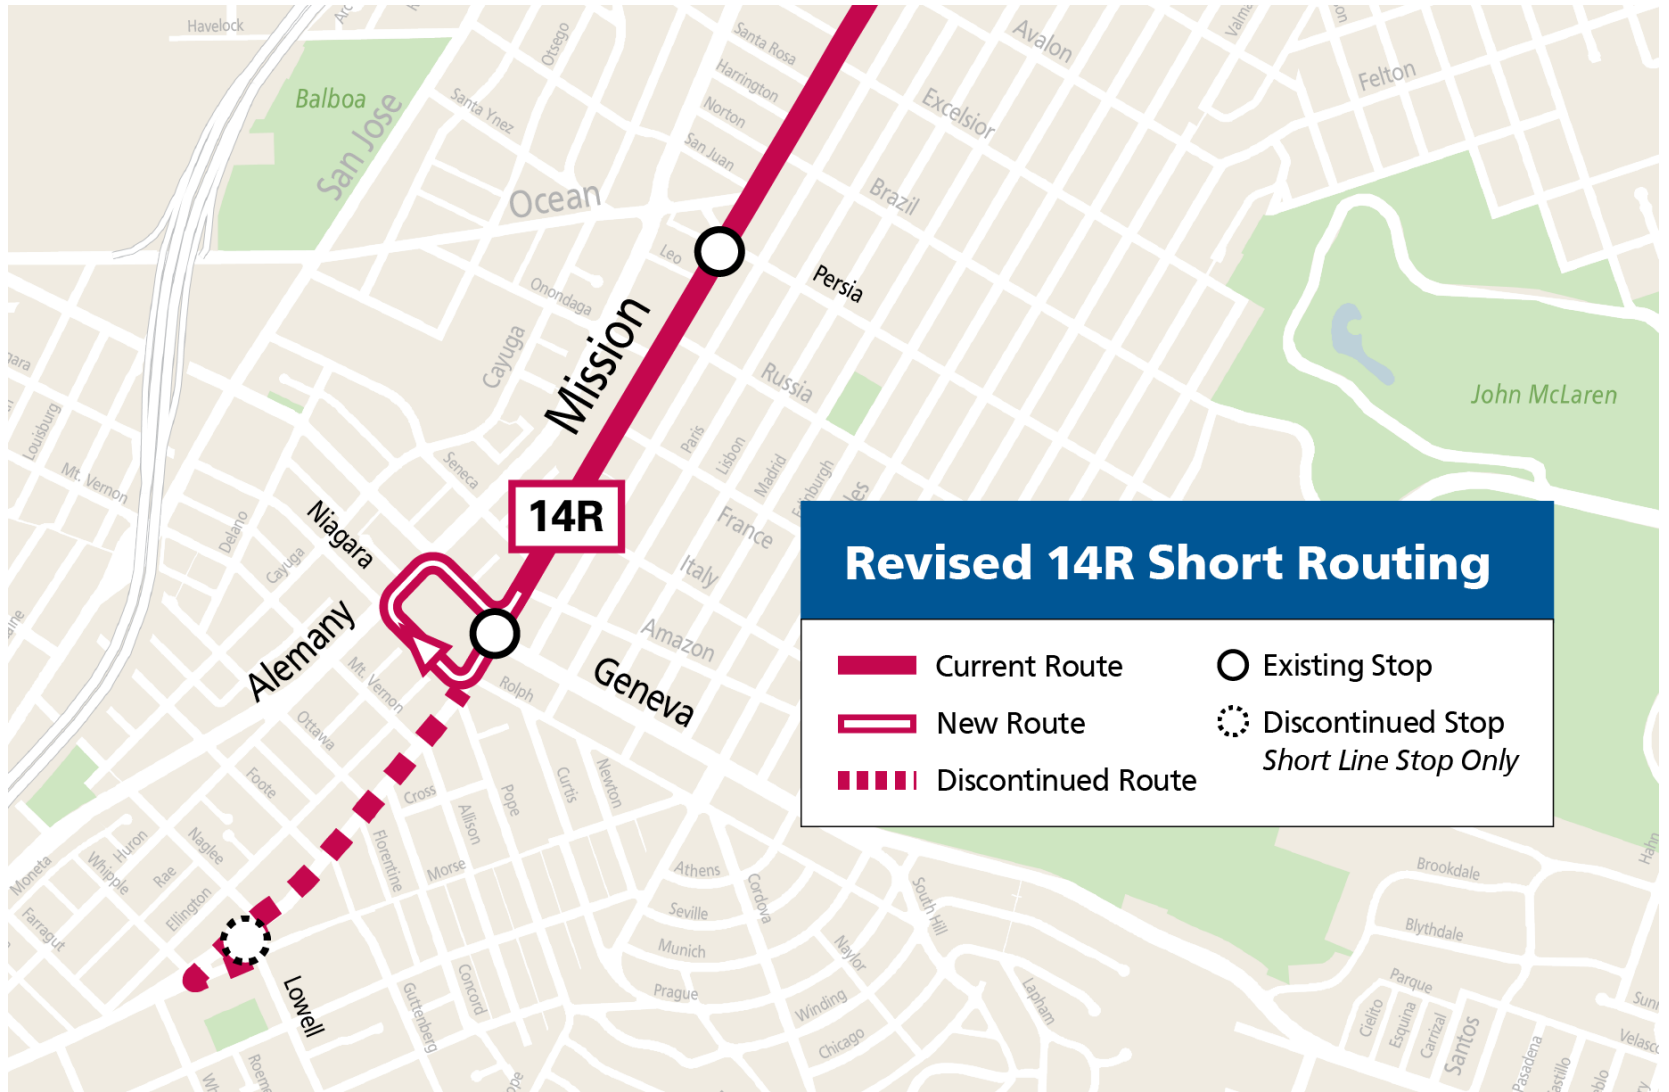 Havelock
Balboa
San Jose
Otsego
Santa Ynez
Ocean
Santa Rosa
Harrington
Norton
San Juan
Avalon
Excelsior
Brazil
Felton
Leo
Persia
Onondaga
Cayuga
Mission
Russia
John McLaren
Louisburg
Mt. Vernon
Seneca
Paris
Lisbon
Madrid
France
Italy
Niagara
Delano
Cayuga
14R
Alemany
Amazon
Geneva
Mt. Vernon
Rolph
Ottawa
Revised 14R Short Routing
Current Route
New Route
Discontinued Route
Existing Stop
Discontinued Stop
Short Line Stop Only
Foote
Cross
Allison
Pope
Curtis
Newton
Moneta
Whipple
Huron
Rae
Naglee
Ellington
Farragut
Florentine
Morse
Athens
Cordova
Seville
Munich
Naylor
South Hill
Prague
Winding
Chicago
Lapham
Lowell
Guttenberg
Concord
Brookdale
Blythdale
Parque
Cielito
Esquina
Carrizal
Santos
Pasadena
Hahn